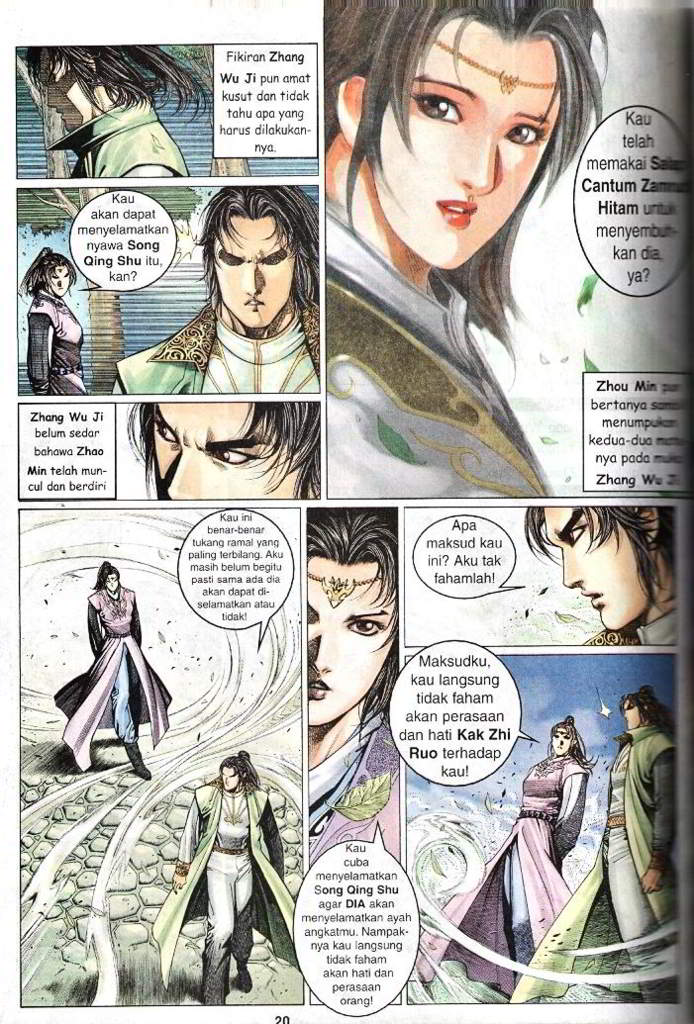 Fikiran Zhang
Wu Ji pun amat
kusut dan tidak
tahu apa yang
harus dilakukan-
nya.
Kau
akan dapat
menyelamatkan
nyawa Song
Qing Shu itu,
kan?
Zhang Wu Ji
belum sedar
bahawa Zhao
Min telah mun-
cul dan berdiri
Kau
telah
memakai
Cantum
Hitam
menyembuh-
kan dia,
ya?
Zhou Min
bertanya
menumpukan
kedua-dua
nya pada
Zhang Wu Ji
Kau ini
benar-benar
tukang ramal yang
paling terbilang. Aku
masih belum begitu
pasti sama ada dia
akan dapat di-
selamatkan atau
tidak!
Kau
cuba
menyelamatkan
Song Qing Shu
agar DIA akan
menyelamatkan ayah
angkatmu. Nampak-
nya kau langsung
tidak faham
akan hati dan
perasaan
orang!
Apa
maksud kau
ini? Aku tak
fahamlah!
Maksudku,
kau langsung
tidak faham
akan perasaan
dan hati Kak Zhi
Ruo terhadap
kau!
20